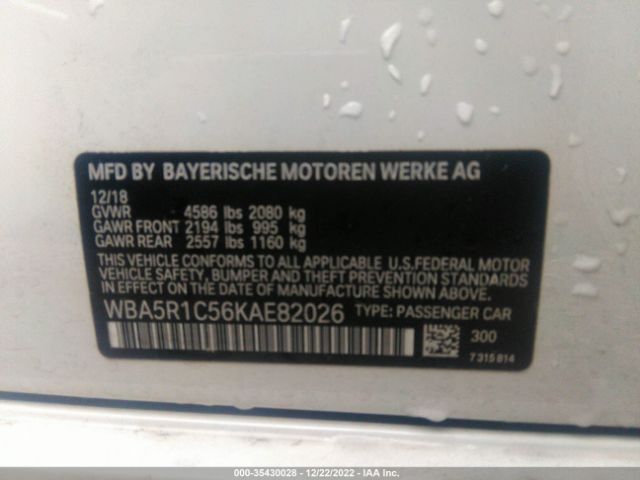 MFD BY BAYERISCHE MOTOREN WERKE AG
12/18
GVWR 4586 lbs 2080 kg
GAWR FRONT 2194 lbs 995 kg
GAWR REAR 2557 lbs 1160 kg
THIS VEHICLE CONFORMS TO ALL APPLICABLE U.S.FEDERAL MOTOR
VEHICLE SAFETY, BUMPER, AND THEFT PREVENTION STANDARDS
IN EFFECT ON THE DATE OF MANUFACTURE SHOWN ABOVE.
WBA5R1C56KAE82026 TYPE: PASSENGER CAR
300
7315814
000-35430028 - 12/22/2022 - IAA Inc.